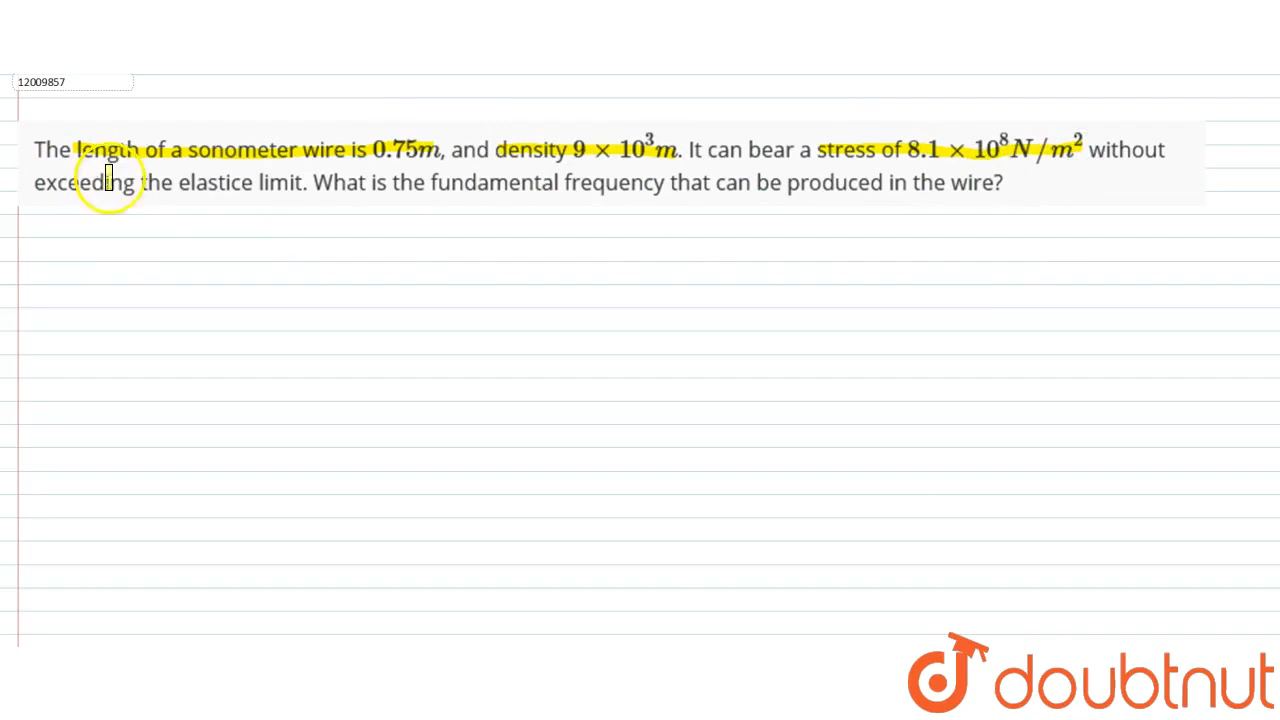 12009857
The length of a sonometer wire is 0.75m, and density 9 × 10³m. It can bear a stress of 8.1 × 10⁸N/m² without
exceeding the elastice limit. What is the fundamental frequency that can be produced in the wire?
doubtnut